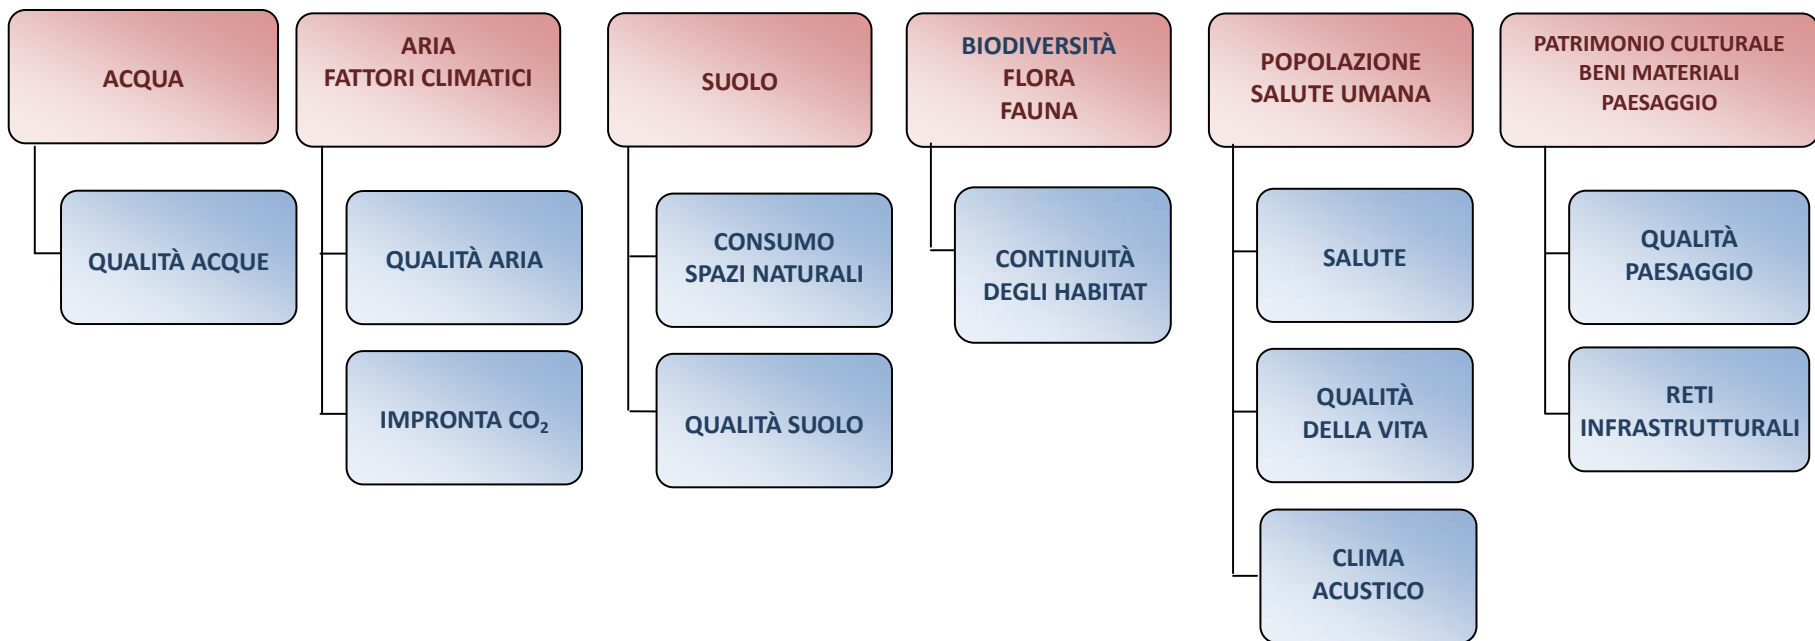 ACQUA
ARIA
FATTORI CLIMATICI
SUOLO
BIODIVERSITÀ
FLORA
FAUNA
POPOLAZIONE
SALUTE UMANA
PATRIMONIO CULTURALE
BENI MATERIALI
PAESAGGIO
QUALITÀ ACQUE
QUALITÀ ARIA
CONSUMO
SPAZI NATURALI
CONTINUITÀ
DEGLI HABITAT
SALUTE
QUALITÀ
PAESAGGIO
IMPRONTA CO₂
QUALITÀ SUOLO
QUALITÀ
DELLA VITA
RETI
INFRASTRUTTURALI
CLIMA
ACUSTICO